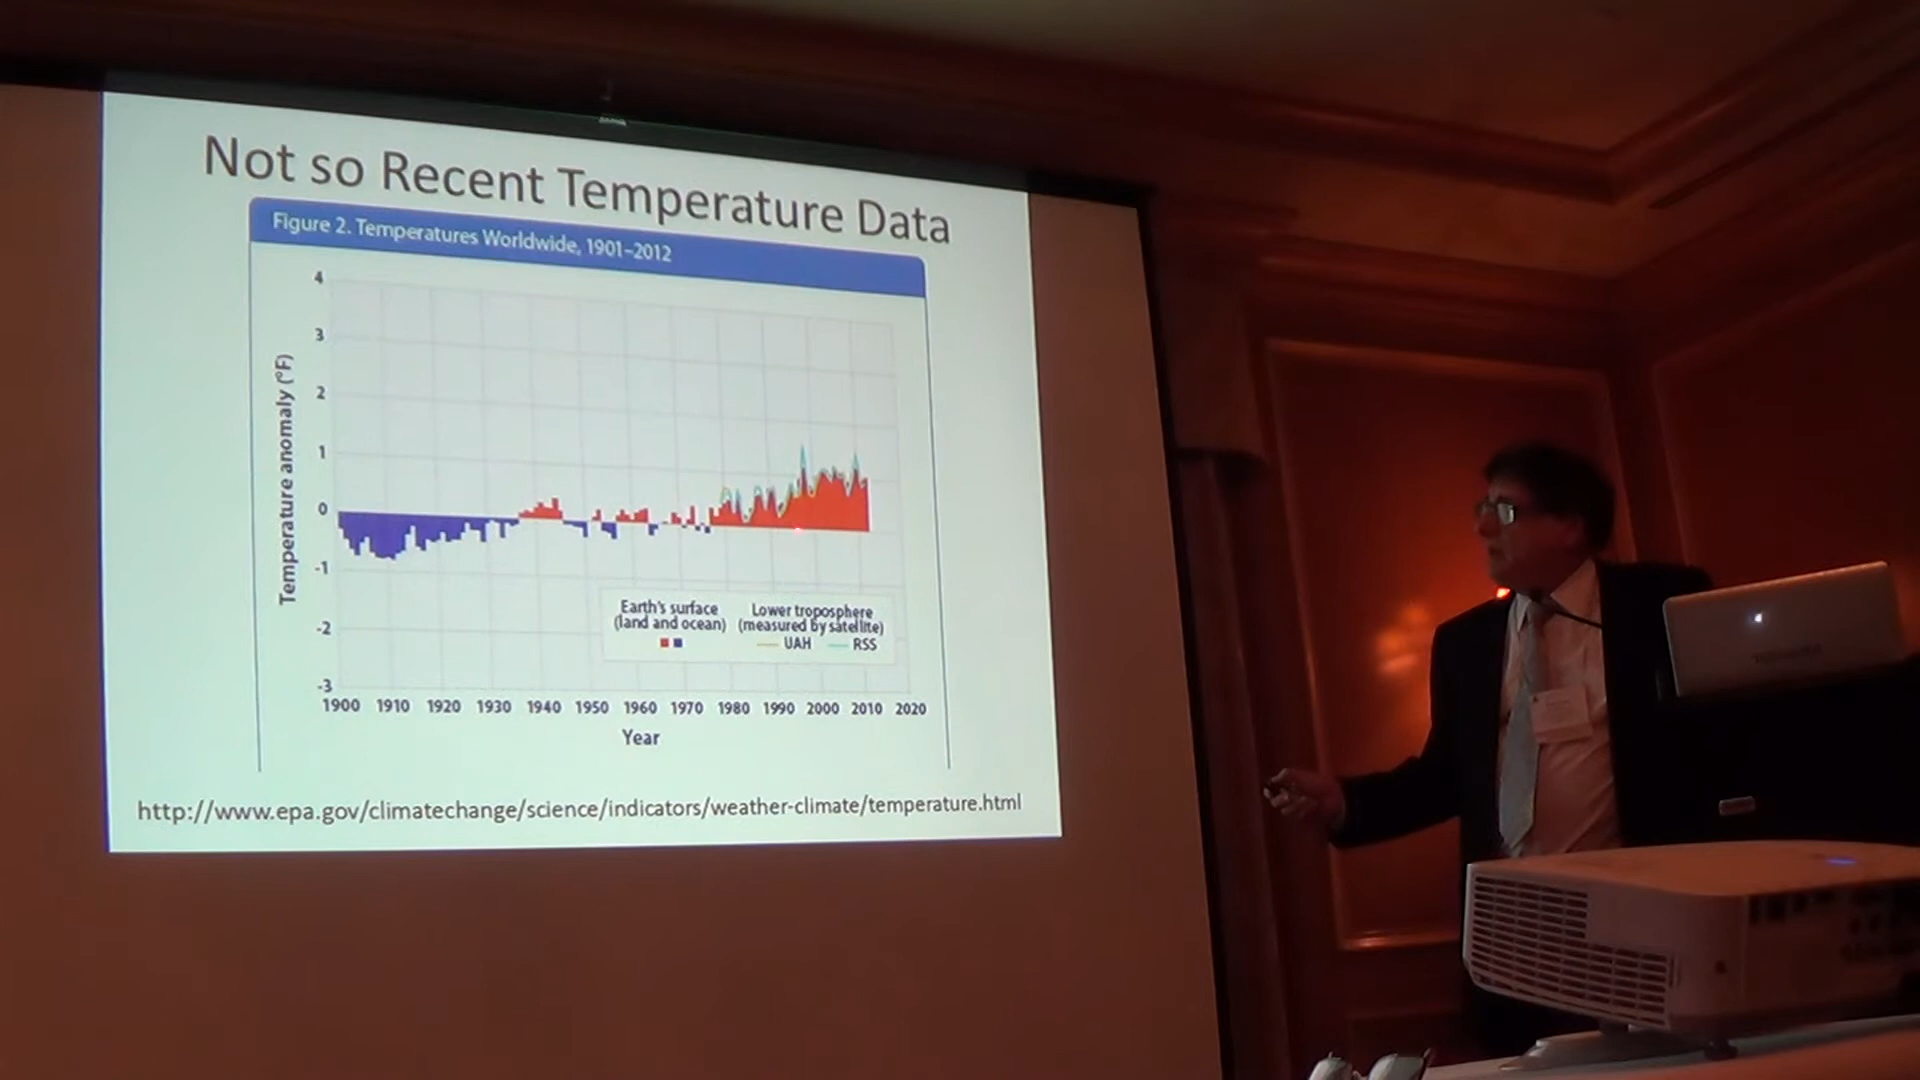 Not so Recent Temperature Data
Figure 2. Temperatures Worldwide, 1901–2012
4
3
2
1
0
-1
-2
-3
Temperature anomaly (°F)
Earth's surface
(land and ocean)
Lower troposphere
(measured by satellite)
UAH RSS
1900 1910 1920 1930 1940 1950 1960 1970 1980 1990 2000 2010 2020
Year
http://www.epa.gov/climatechange/science/indicators/weather-climate/temperature.html